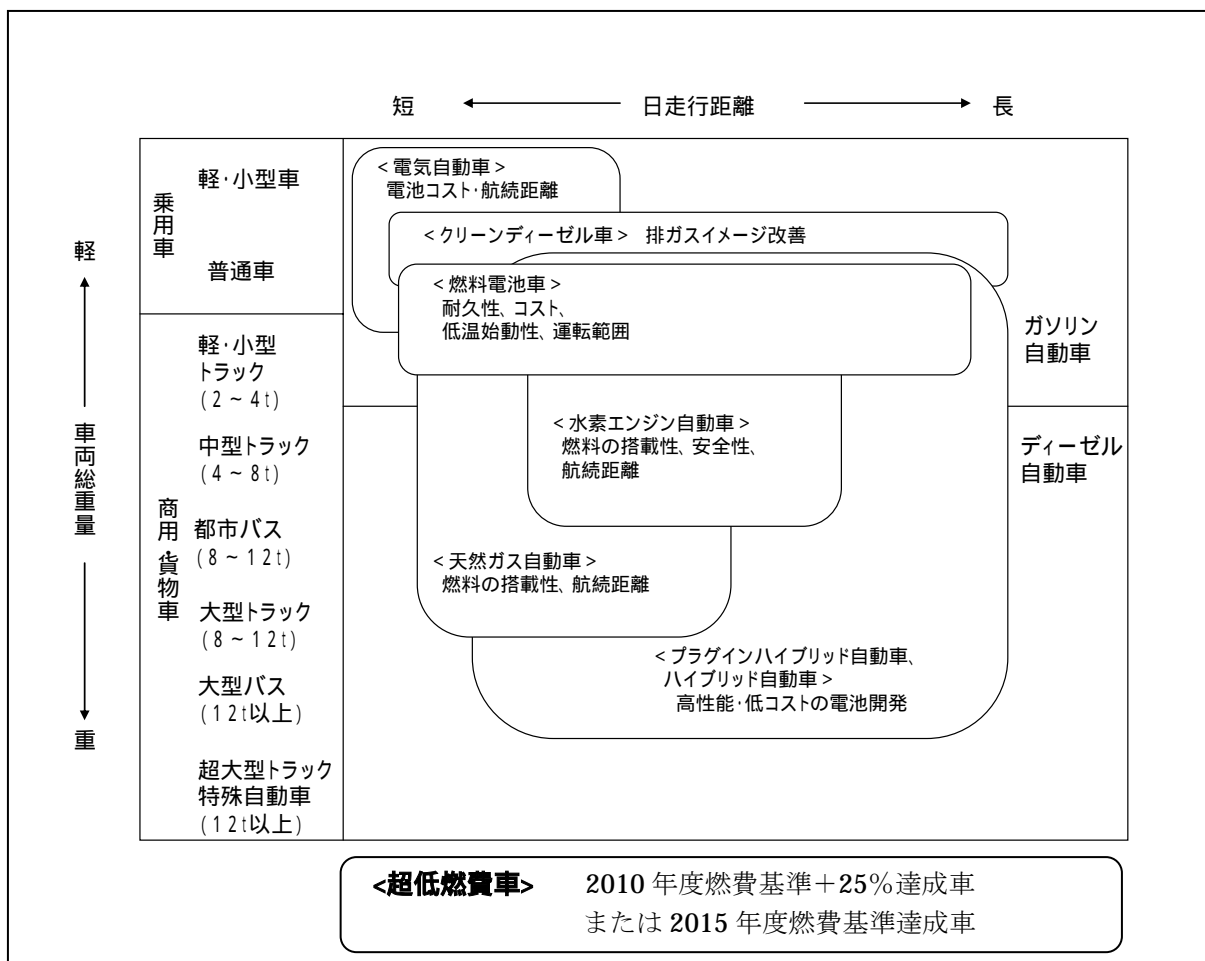 短 日走行距離 長
乗用車
軽･小型車
普通車
商用・貨物車
軽･小型
トラック
(2～4t)
中型トラック
(4～8t)
都市バス
(8～12t)
大型トラック
(8～12t)
大型バス
(12t以上)
超大型トラック
特殊自動車
(12t以上)
軽
車両総重量
重
<電気自動車>
電池コスト･航続距離
<クリーンディーゼル車> 排ガスイメージ改善
<燃料電池車>
耐久性、コスト、
低温始動性、運転範囲
<水素エンジン自動車>
燃料の搭載性、安全性、
航続距離
<天然ガス自動車>
燃料の搭載性、航続距離
<プラグインハイブリッド自動車、
ハイブリッド自動車>
高性能･低コストの電池開発
ガソリン
自動車
ディーゼル
自動車
<超低燃費車> 2010 年度燃費基準＋25％達成車
または 2015 年度燃費基準達成車